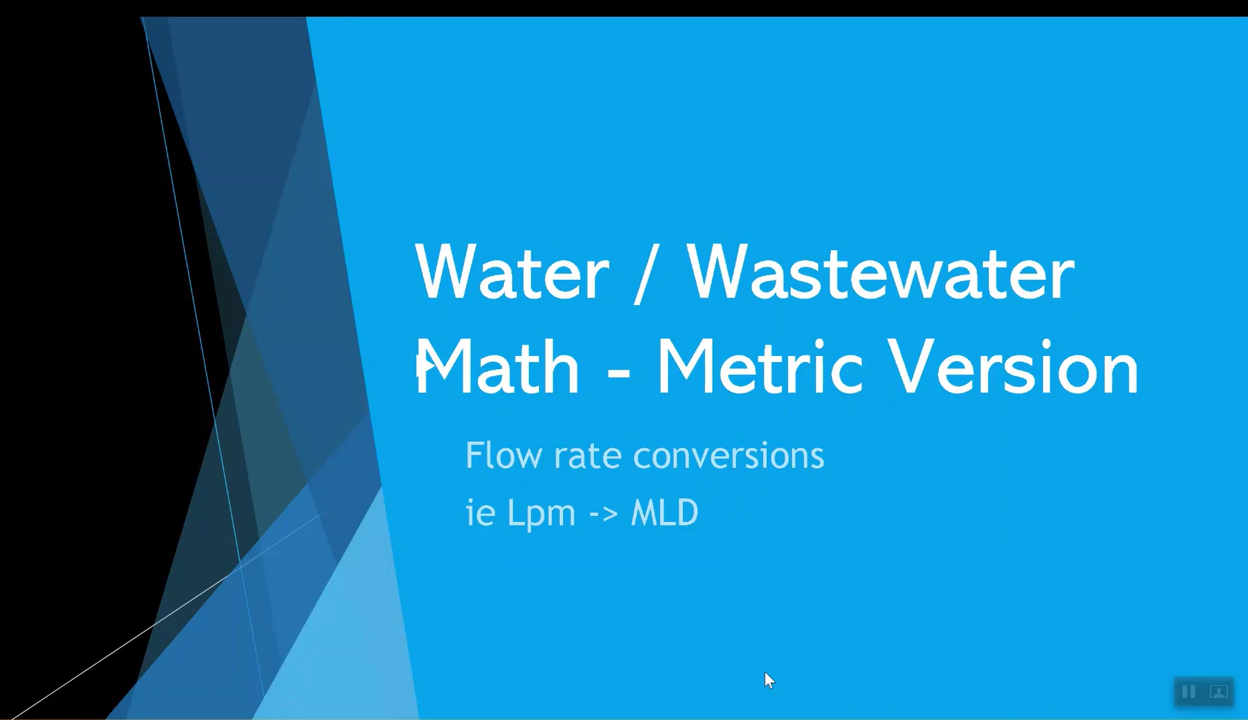 Water / Wastewater
Math - Metric Version
Flow rate conversions
ie Lpm -> MLD